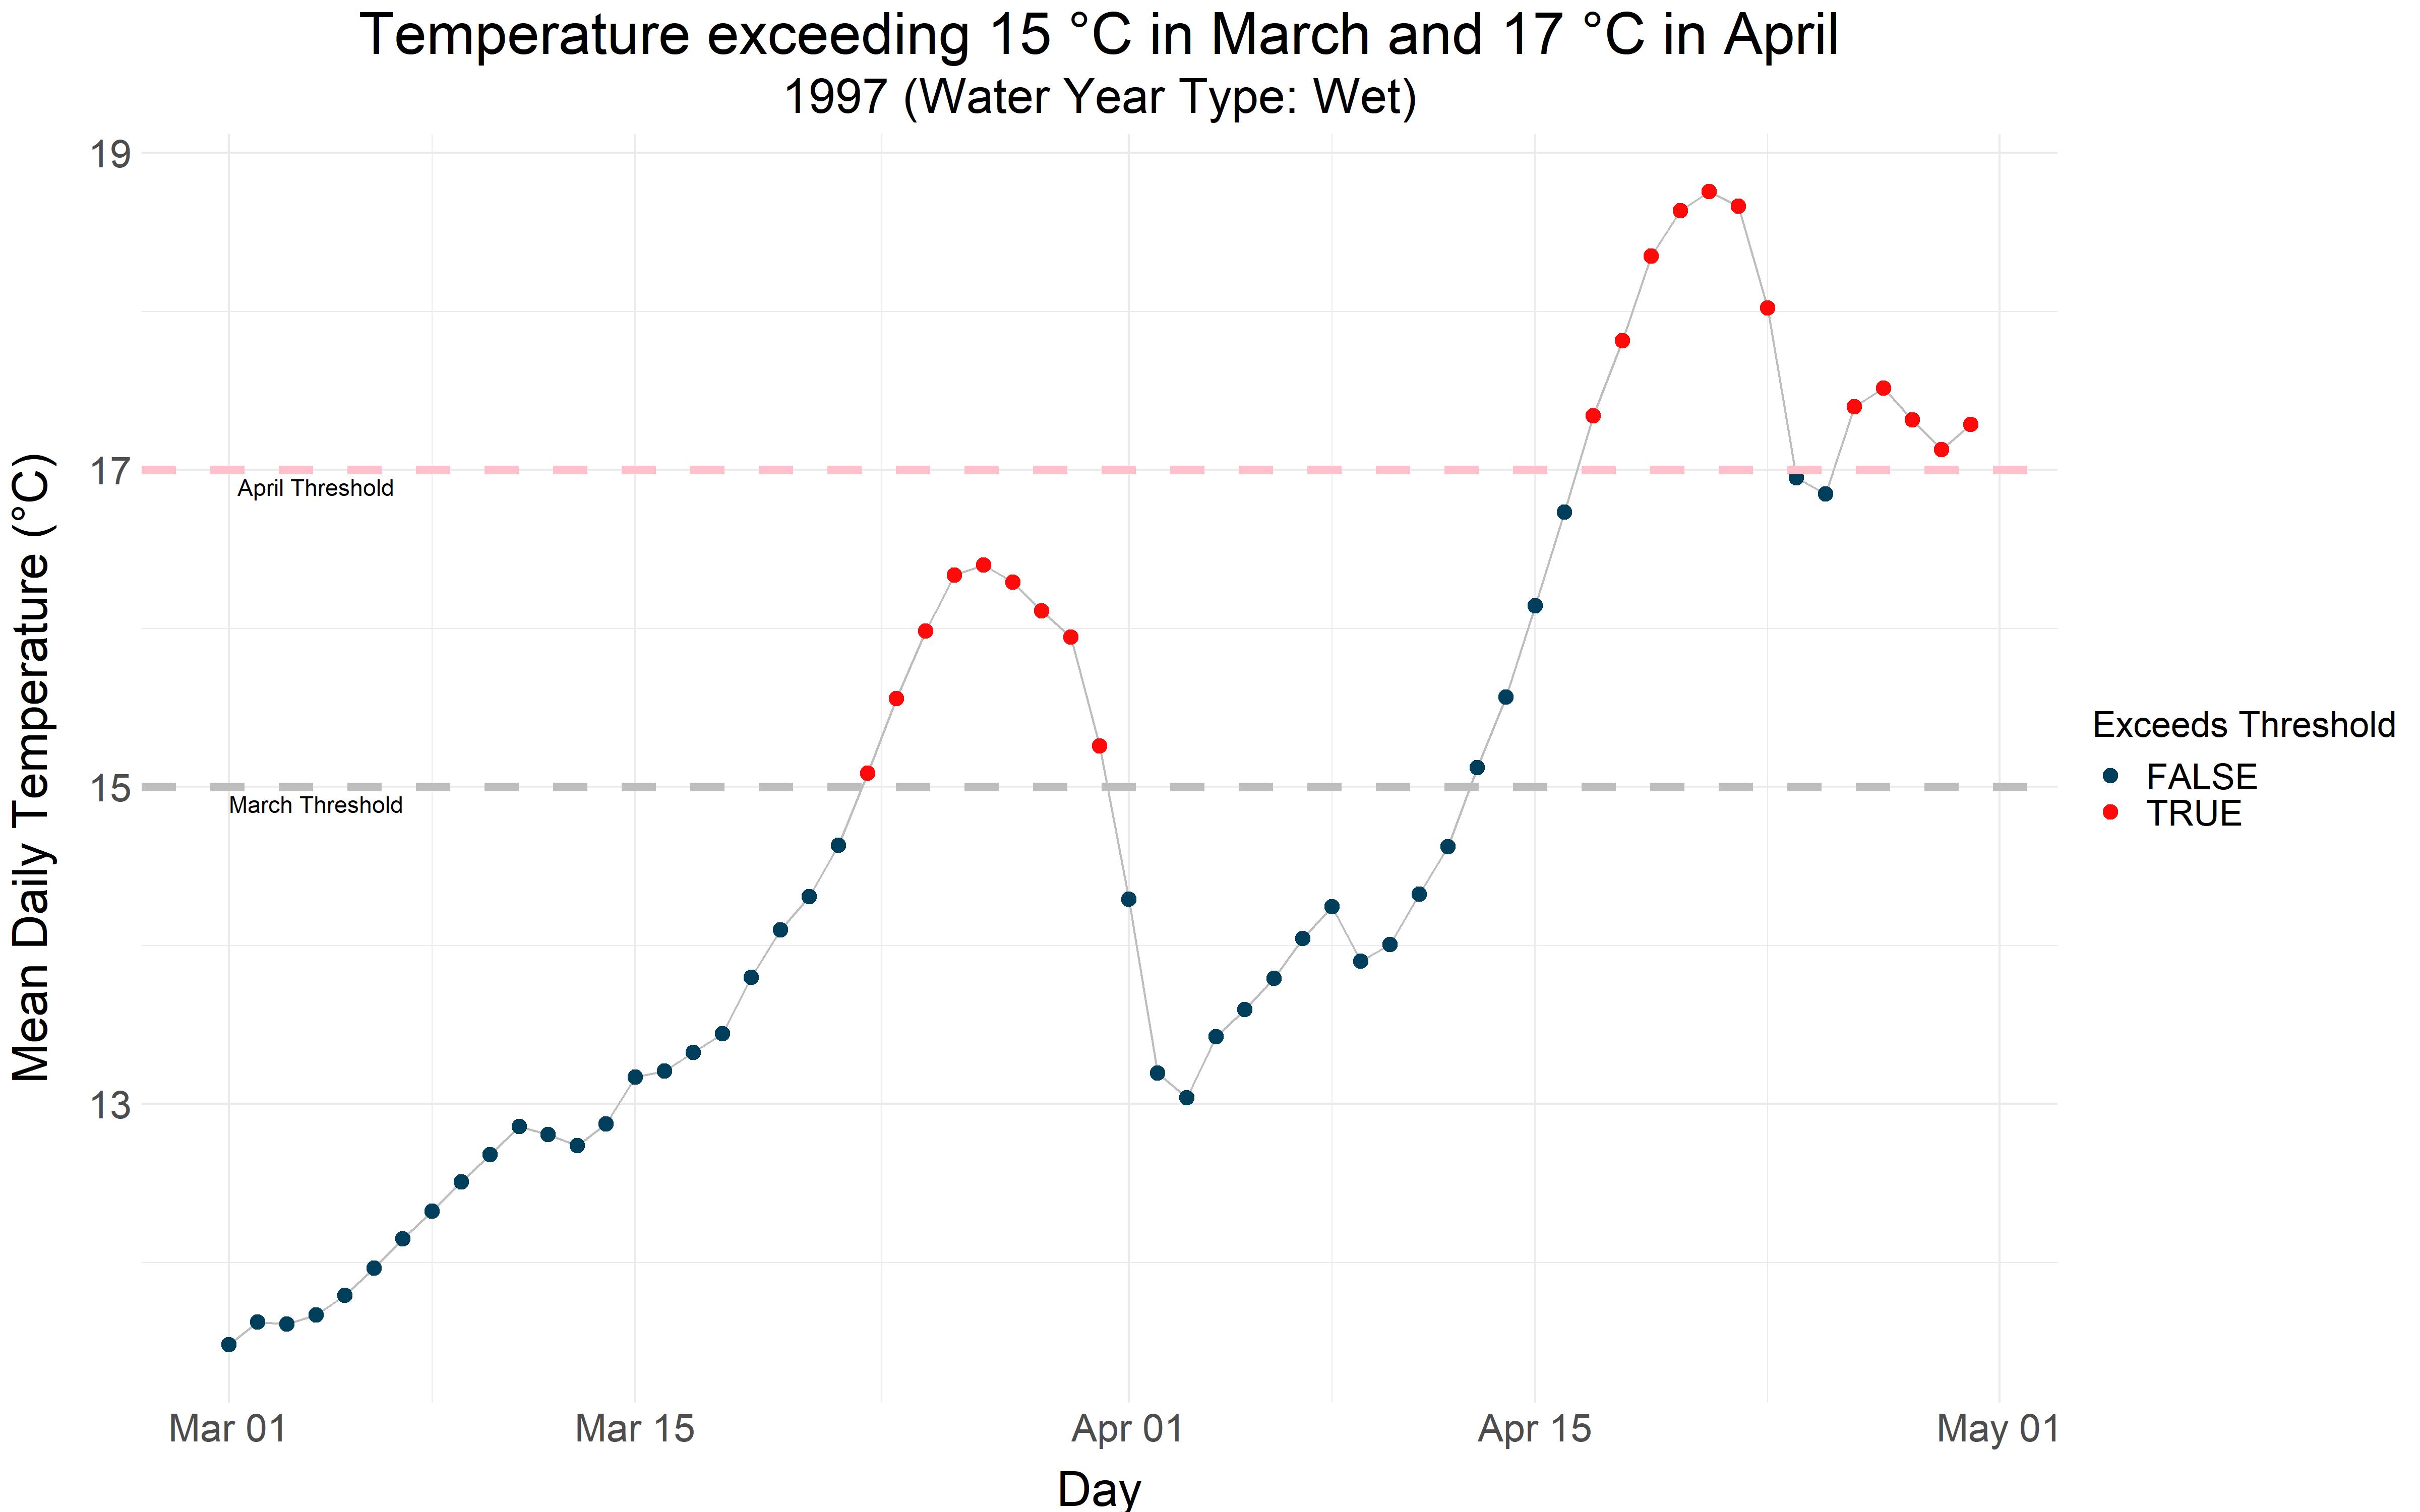 Temperature exceeding 15 °C in March and 17 °C in April
1997 (Water Year Type: Wet)
Mean Daily Temperature (°C)
19
17
15
13
April Threshold
March Threshold
Exceeds Threshold
FALSE
TRUE
Mar 01
Mar 15
Apr 01
Apr 15
May 01
Day